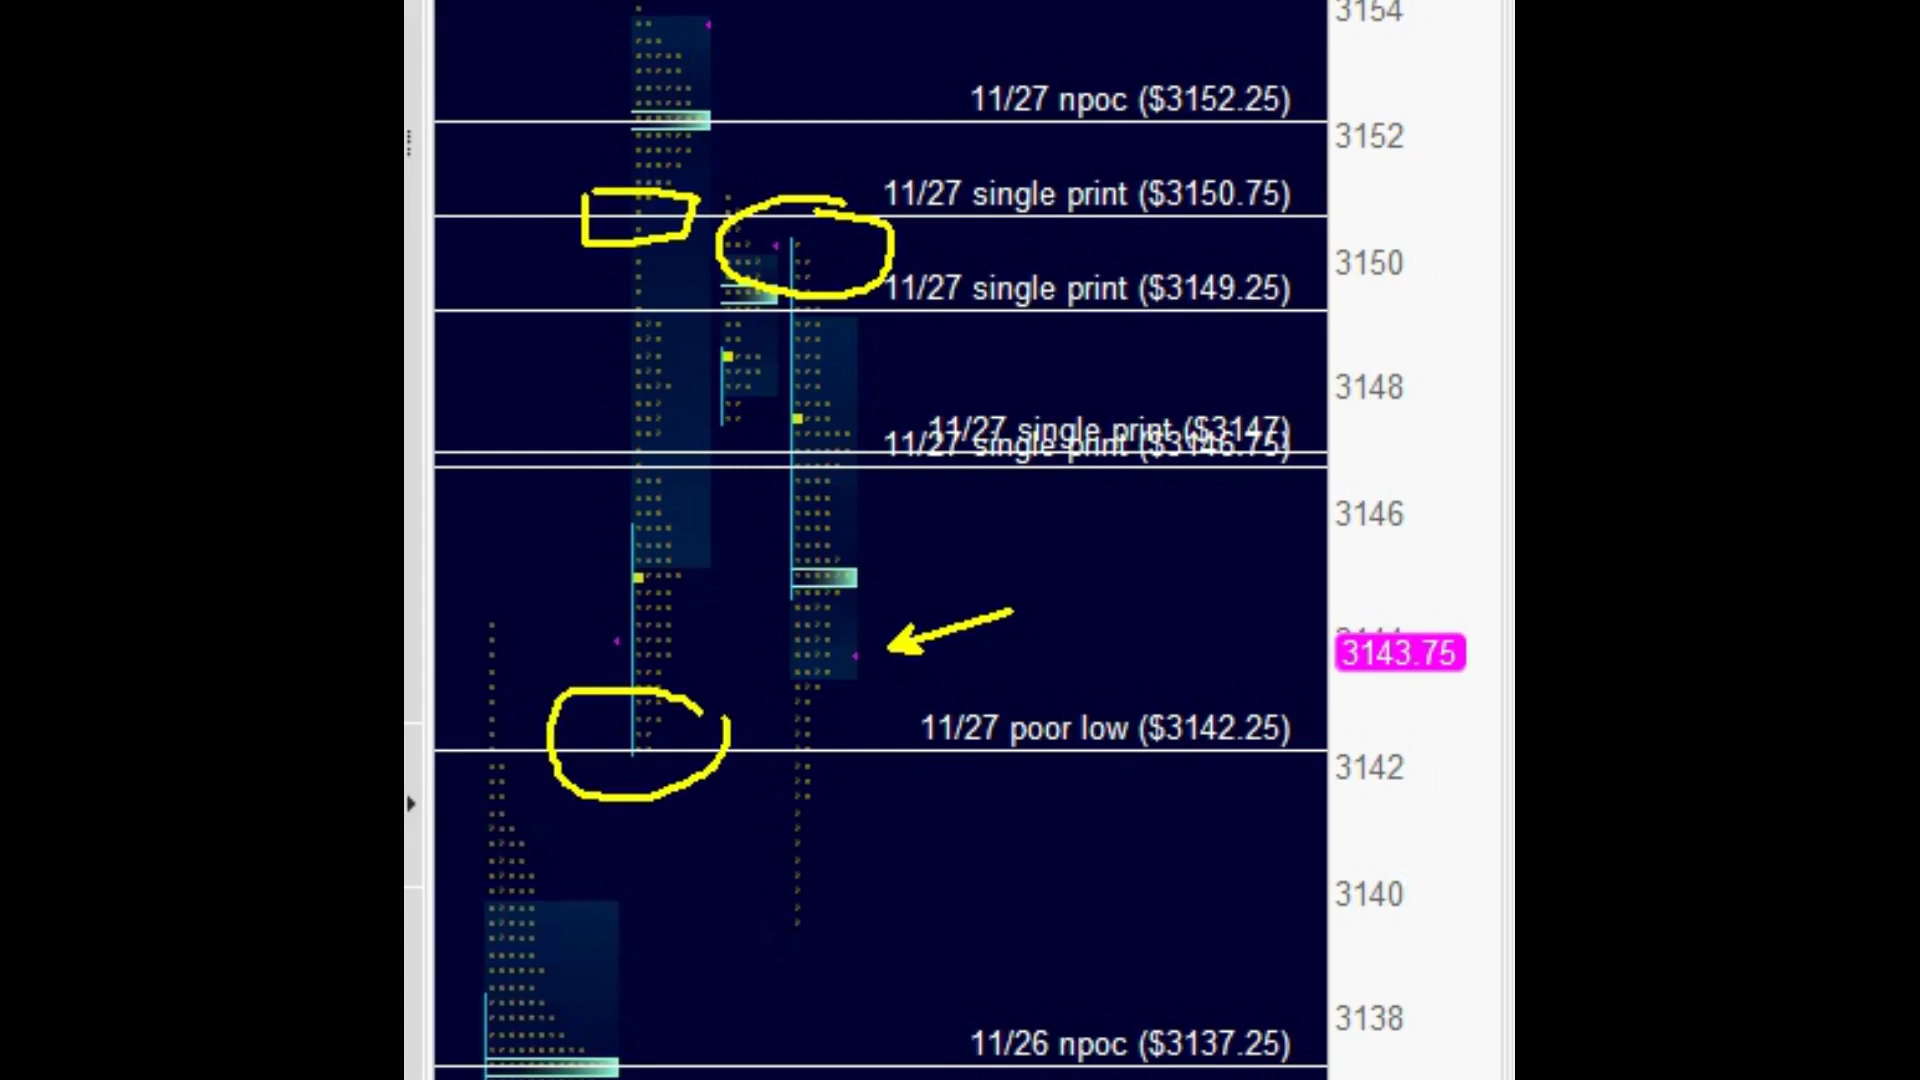 3154
11/27 npoc ($3152.25)
3152
11/27 single print ($3150.75)
3150
11/27 single print ($3149.25)
3148
11/27 single print ($3147)
11/27 single print ($3146.75)
3146
3143.75
11/27 poor low ($3142.25)
3142
3140
3138
11/26 npoc ($3137.25)